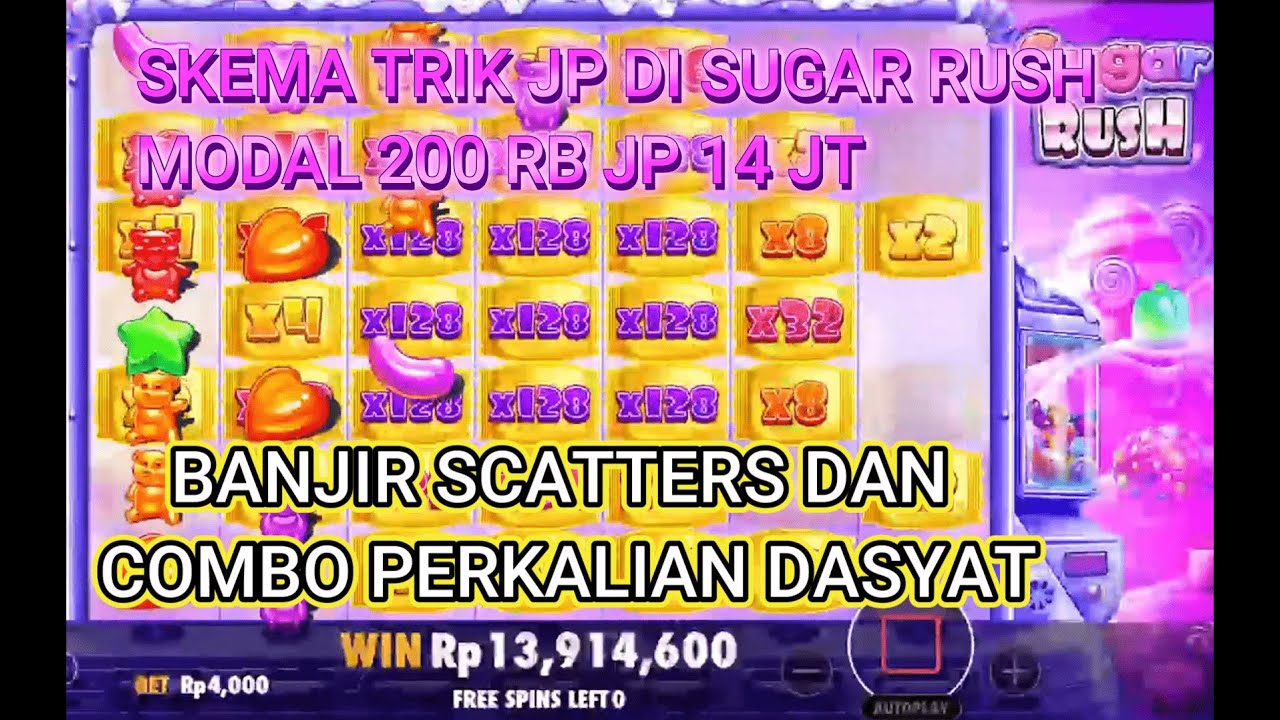 SKEMA TRIK JP DI SUGAR RUSH
Sugar
RUSH
MODAL 200 RB JP 14 JT
x4 x128 x128 x128 x8 x2
x4 x128 x128 x128 x32
x128 x128 x128 x8
BANJIR SCATTERS DAN
COMBO PERKALIAN DASYAT
WIN Rp13,914,600
BET Rp4,000
FREE SPINS LEFT 0
AUTOPLAY